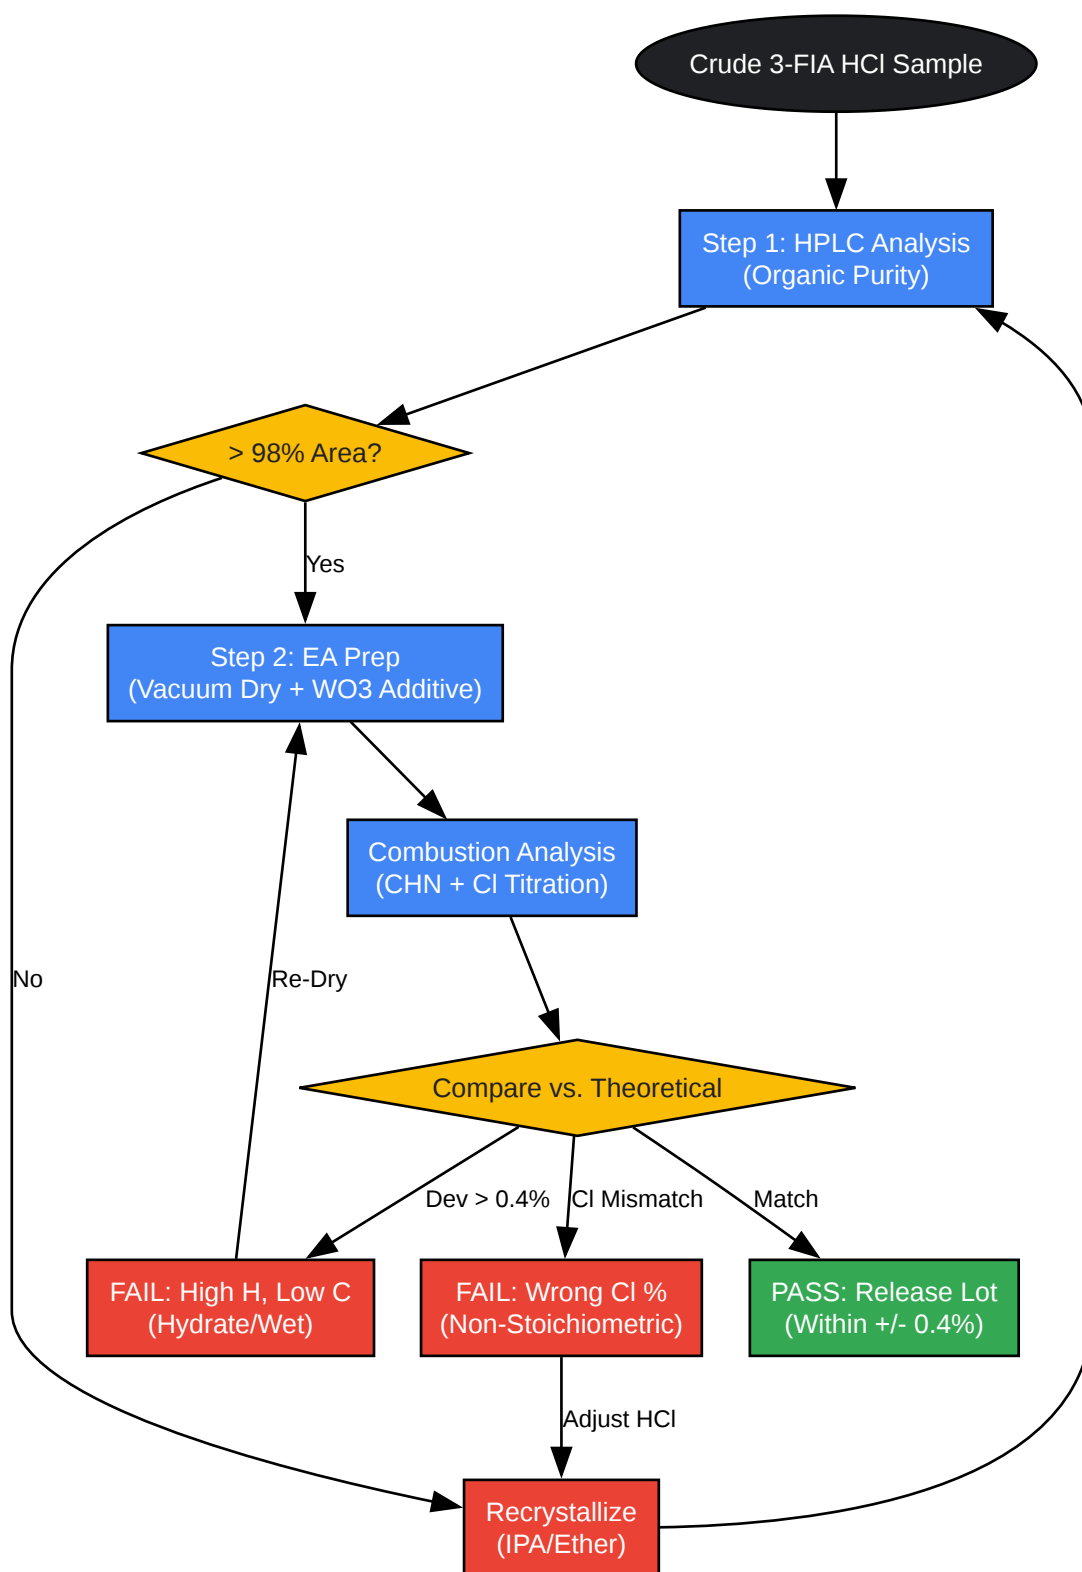 Crude 3-FIA HCl Sample
Step 1: HPLC Analysis
(Organic Purity)
> 98% Area?
Yes
Step 2: EA Prep
(Vacuum Dry + WO3 Additive)
Combustion Analysis
(CHN + Cl Titration)
No
Re-Dry
Compare vs. Theoretical
Dev > 0.4%
Cl Mismatch
Match
FAIL: High H, Low C
(Hydrate/Wet)
FAIL: Wrong Cl %
(Non-Stoichiometric)
PASS: Release Lot
(Within +/- 0.4%)
Adjust HCl
Recrystallize
(IPA/Ether)